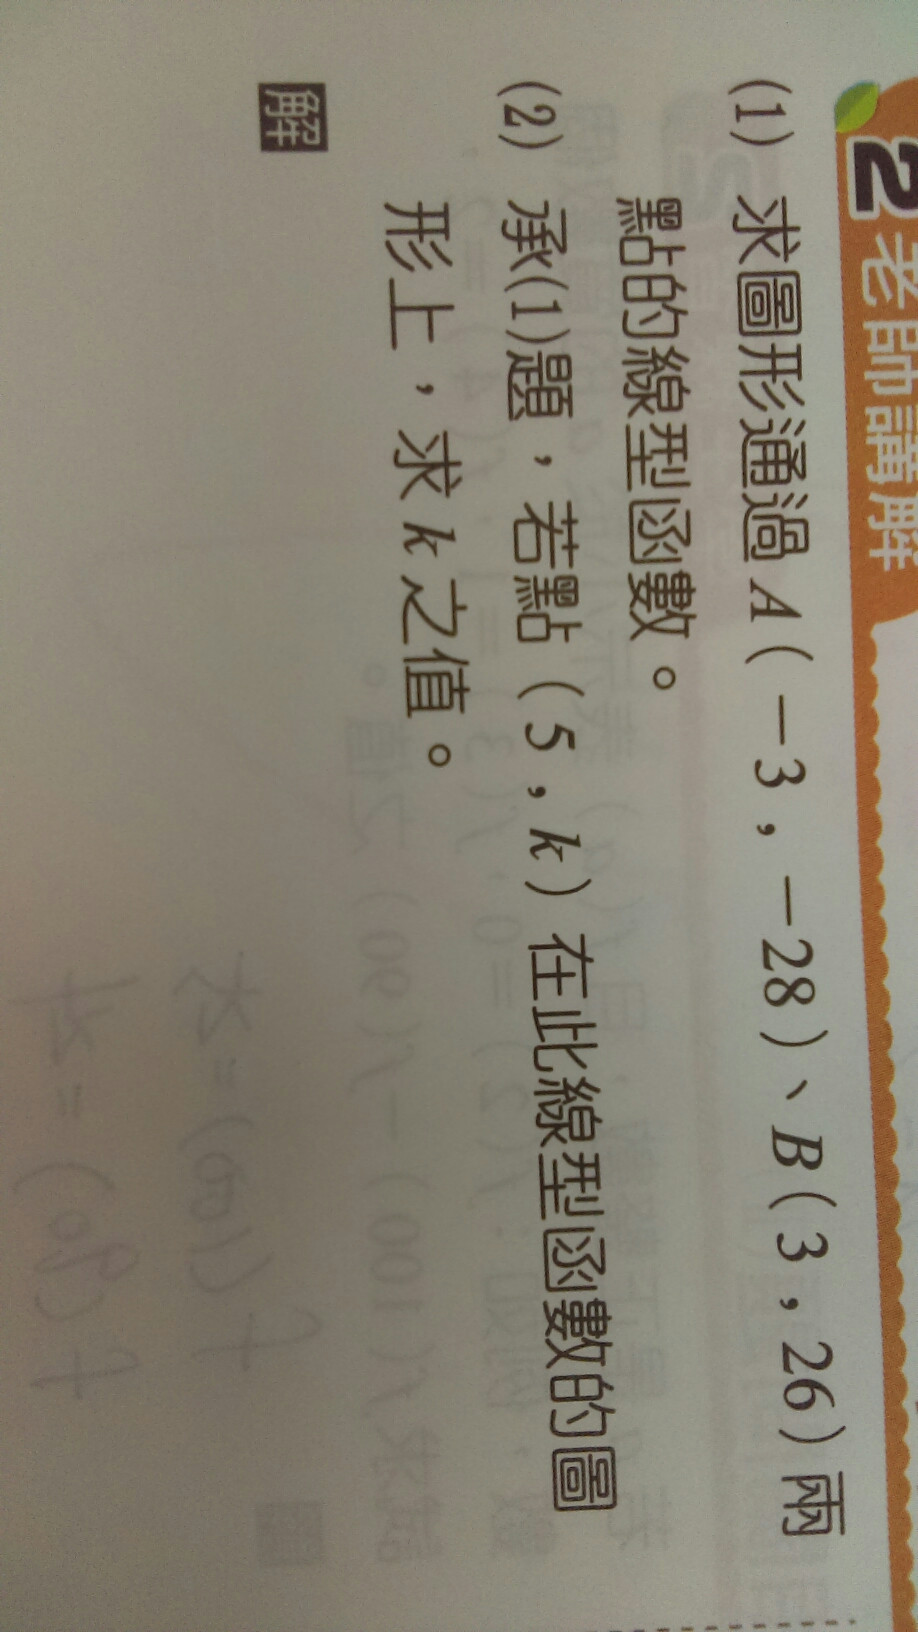 2 老師講解
(1) 求圖形通過 A(-3,-28)、B(3,26)兩
點的線型函數。
(2) 承(1)題,若點(5,k)在此線型函數的圖
形上,求k之值。
解